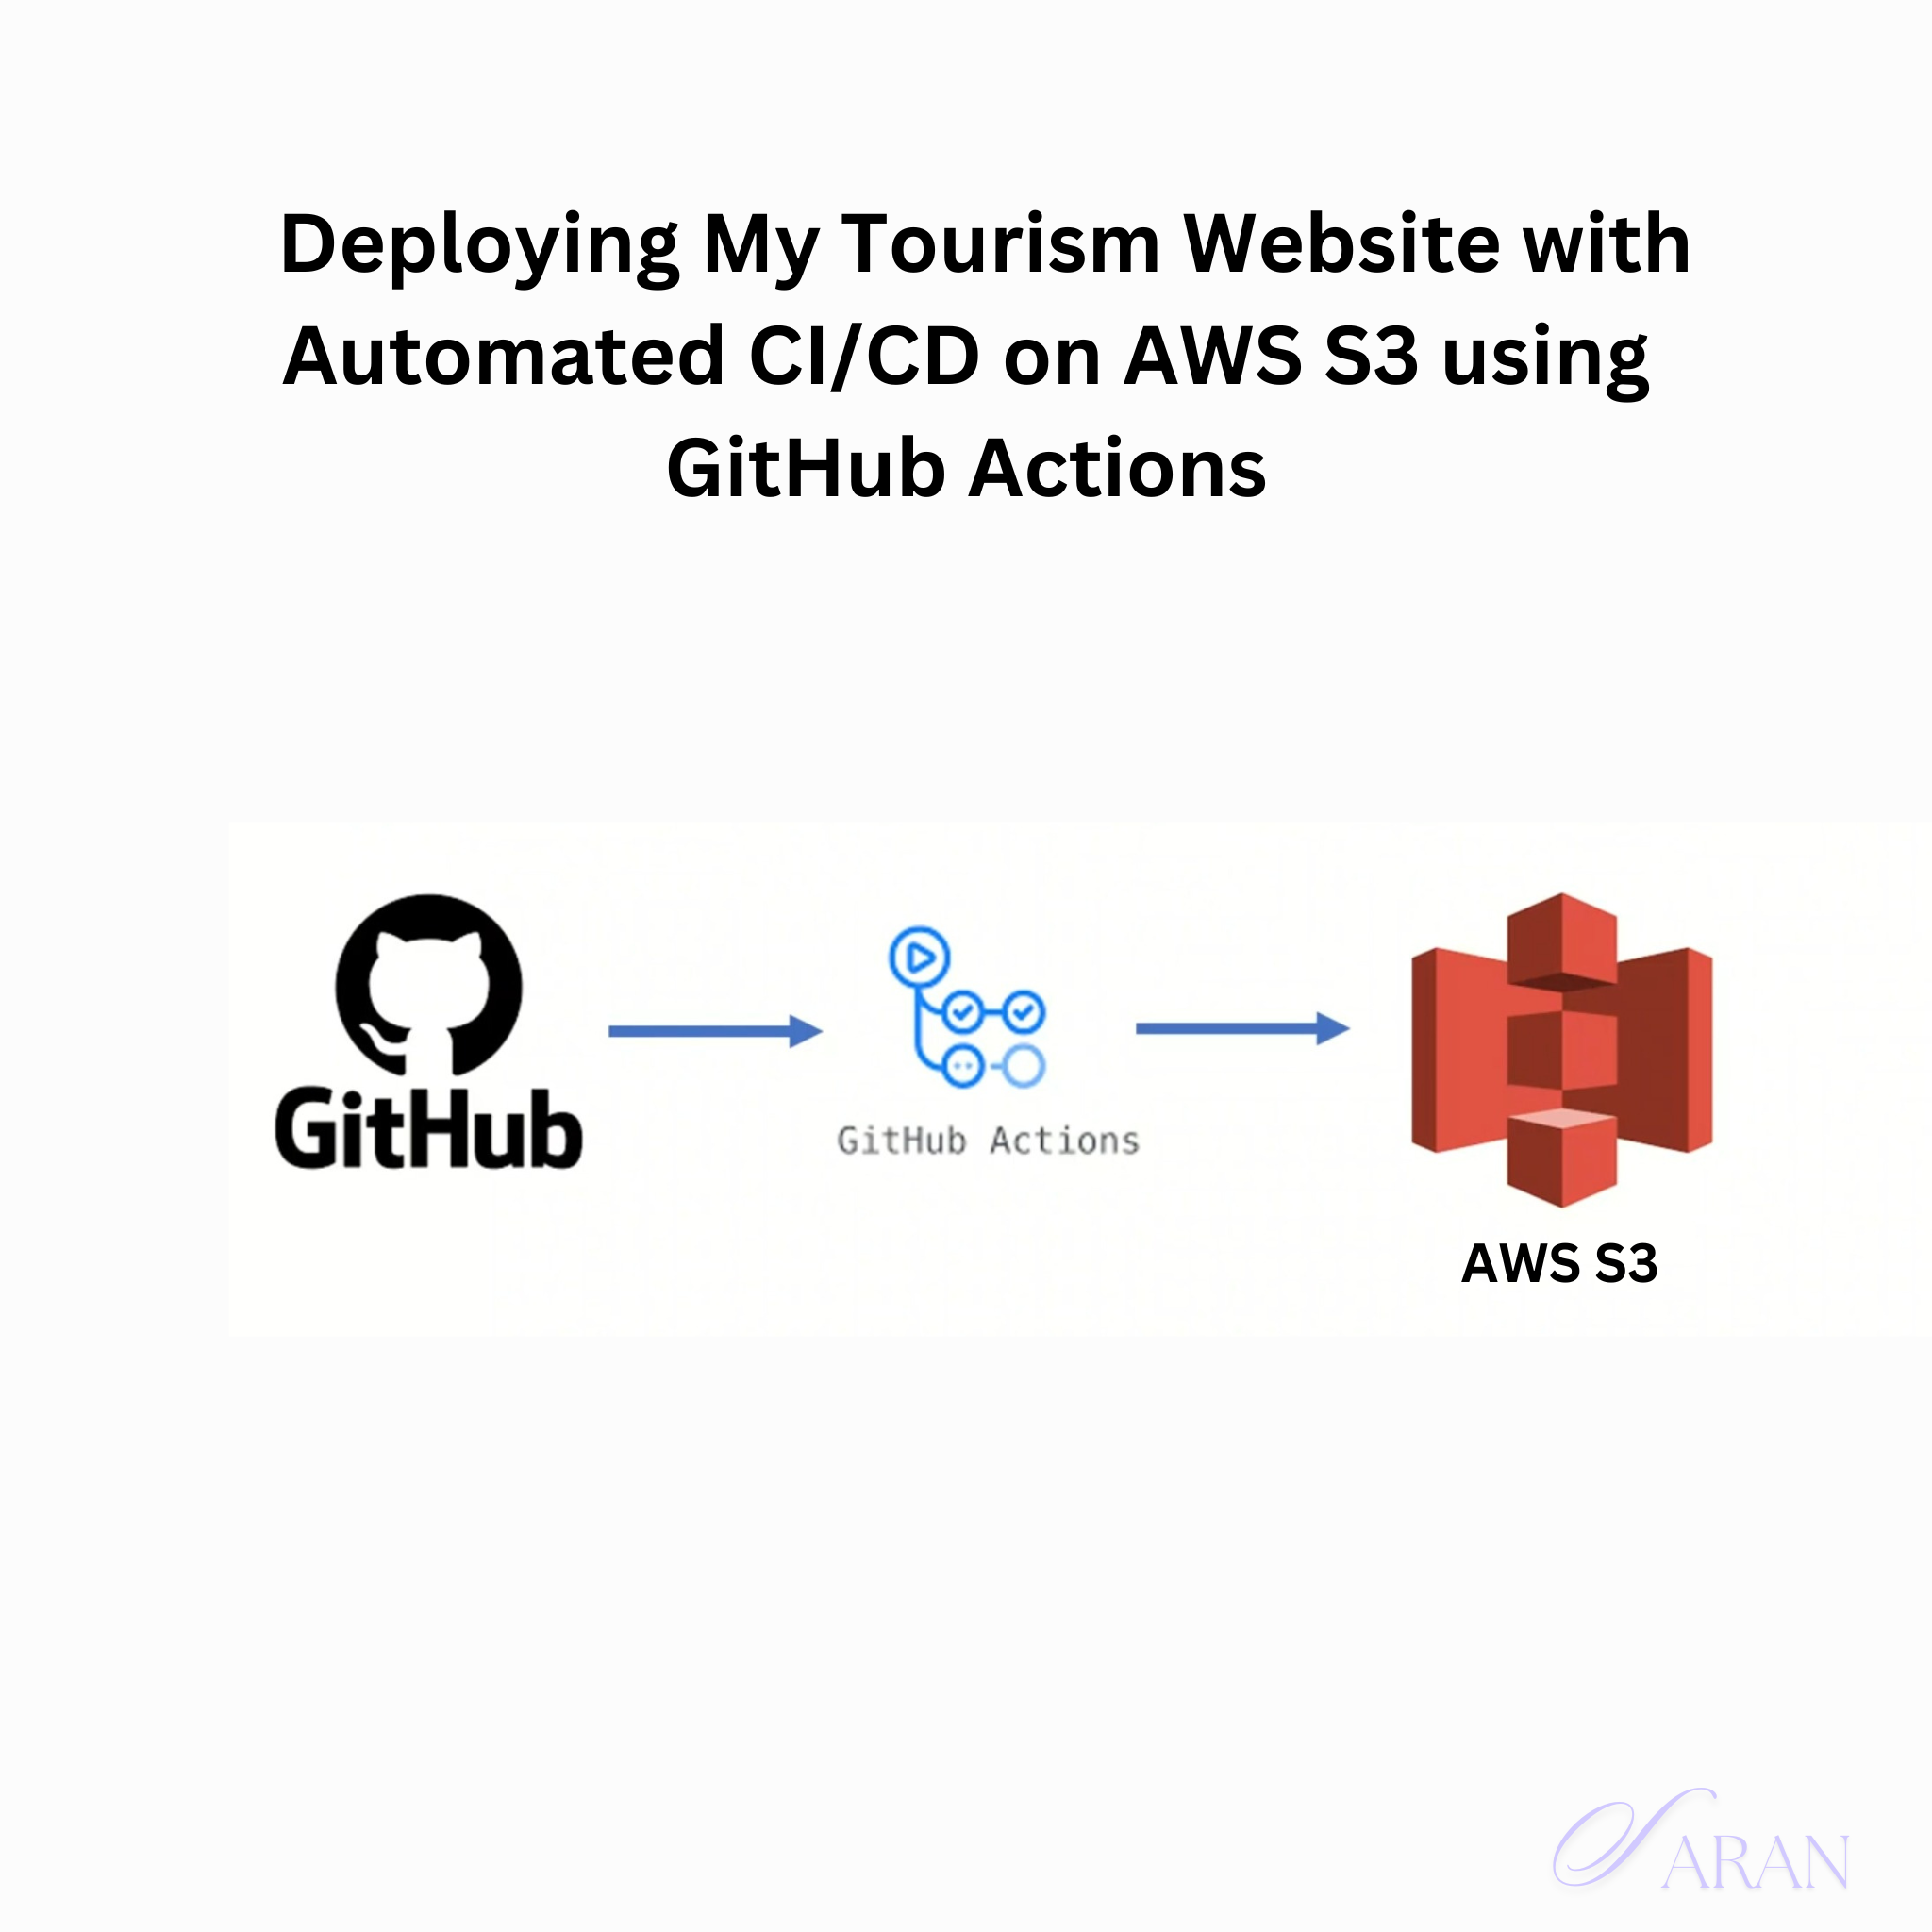 Deploying My Tourism Website with
Automated CI/CD on AWS S3 using
GitHub Actions
GitHub
GitHub Actions
AWS S3
SARAN